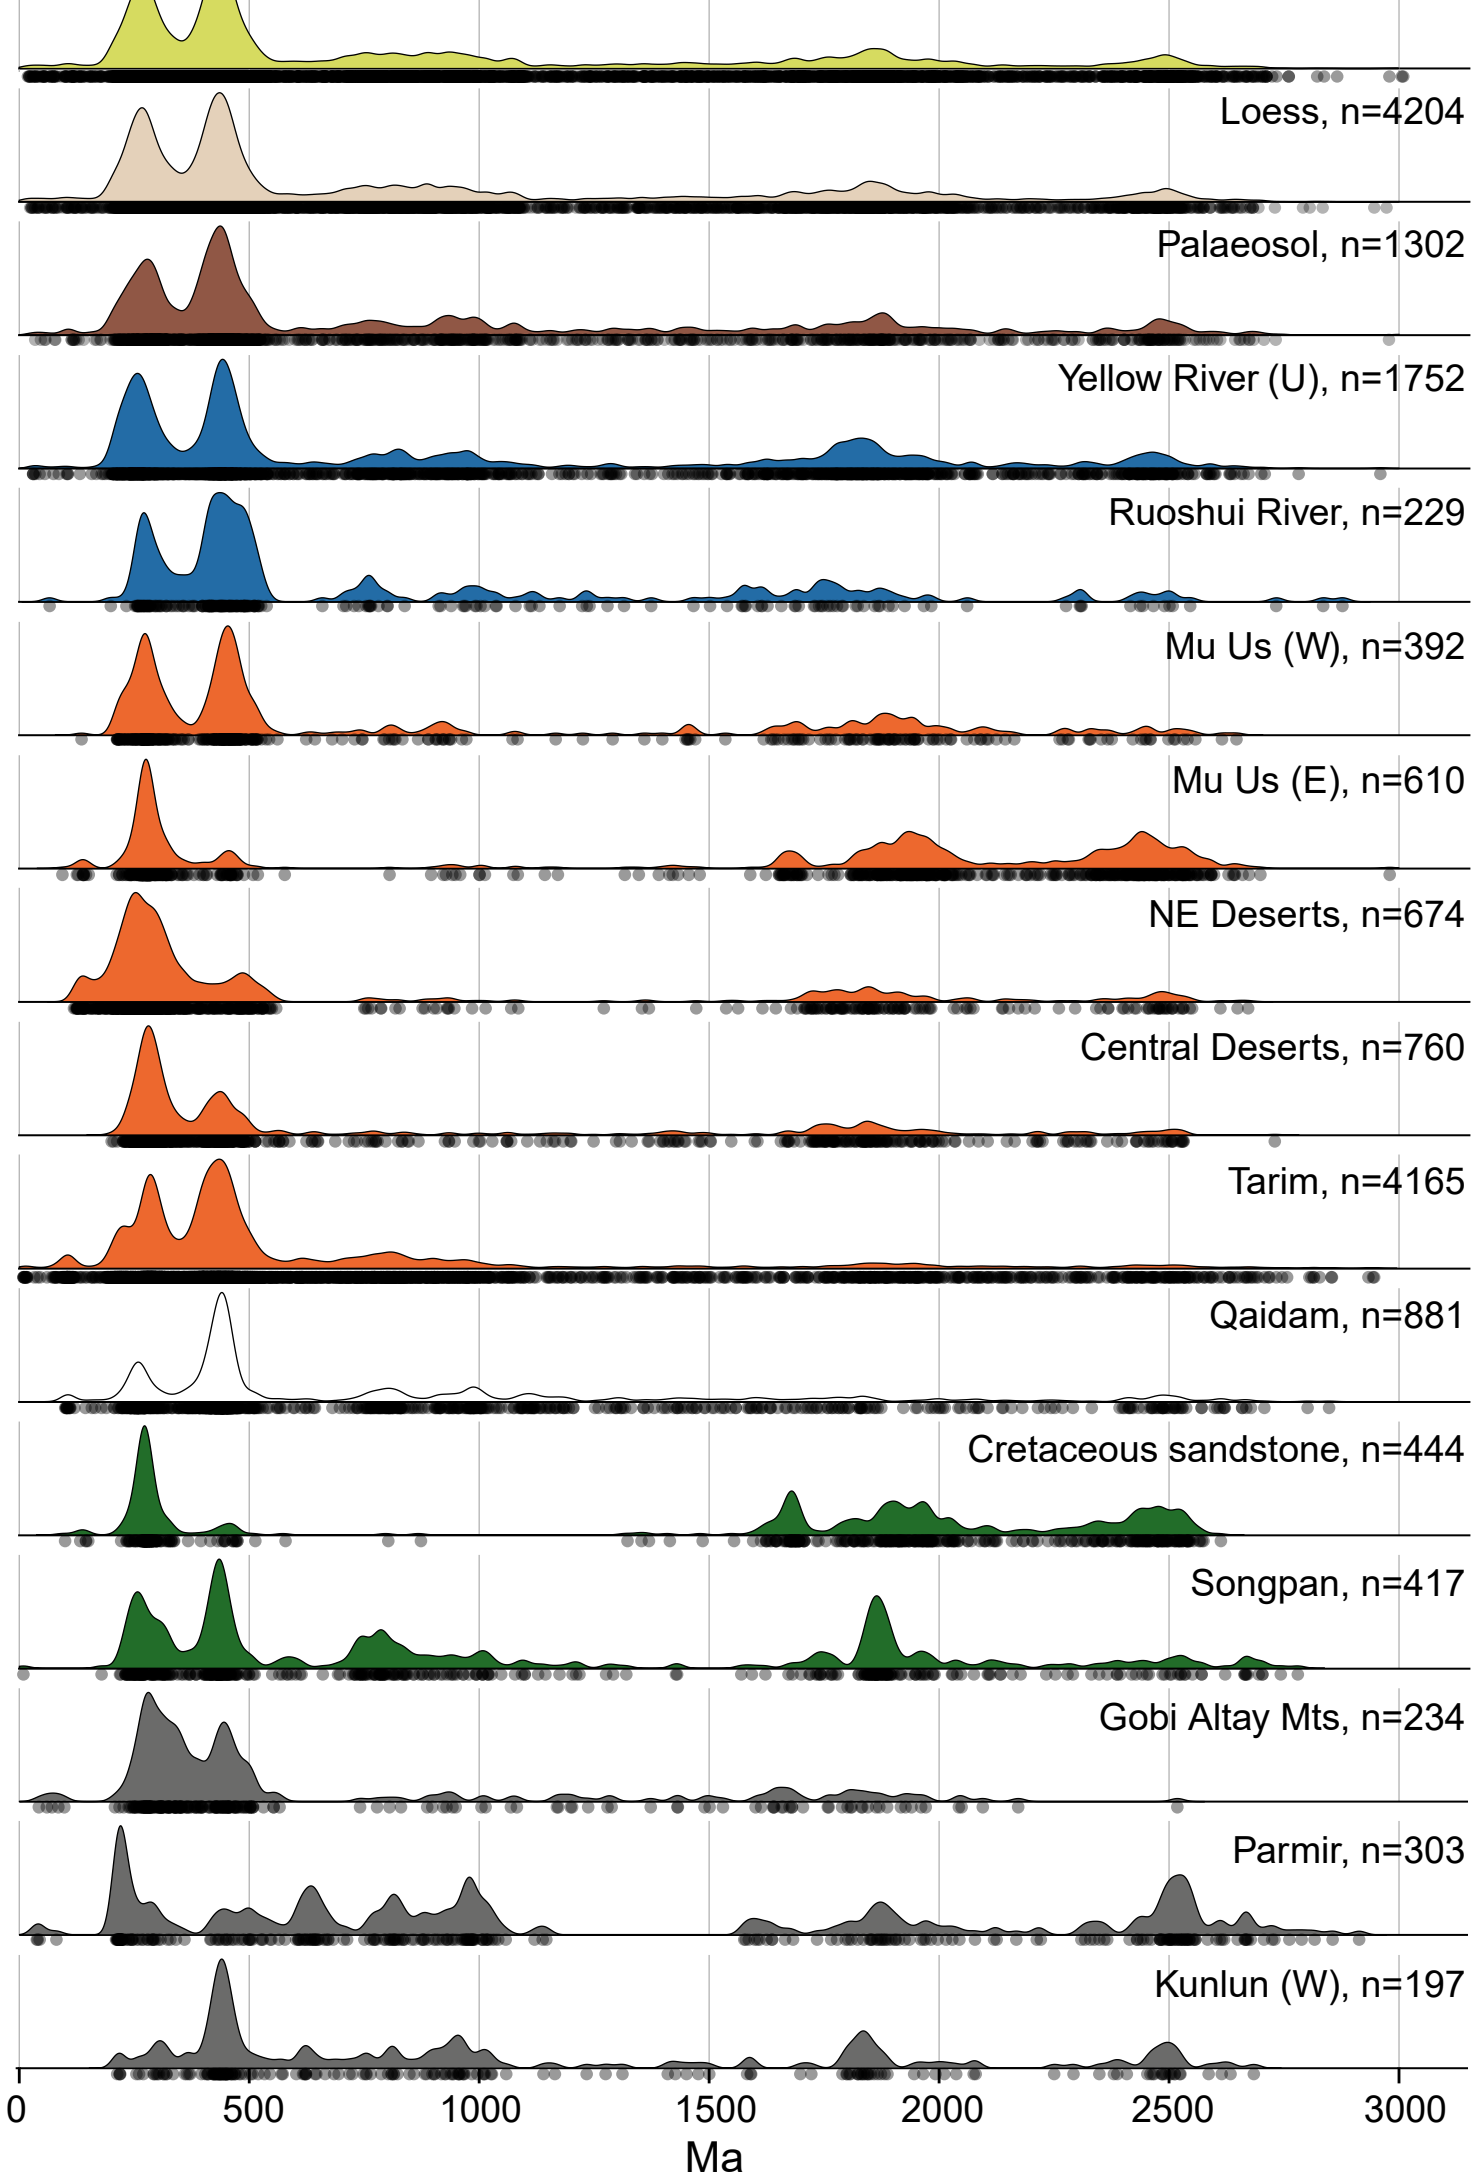 Loess, n=4204
Palaeosol, n=1302
Yellow River (U), n=1752
Ruoshui River, n=229
Mu Us (W), n=392
Mu Us (E), n=610
NE Deserts, n=674
Central Deserts, n=760
Tarim, n=4165
Qaidam, n=881
Cretaceous sandstone, n=444
Songpan, n=417
Gobi Altay Mts, n=234
Parmir, n=303
Kunlun (W), n=197
0 500 1000 1500 2000 2500 3000
Ma